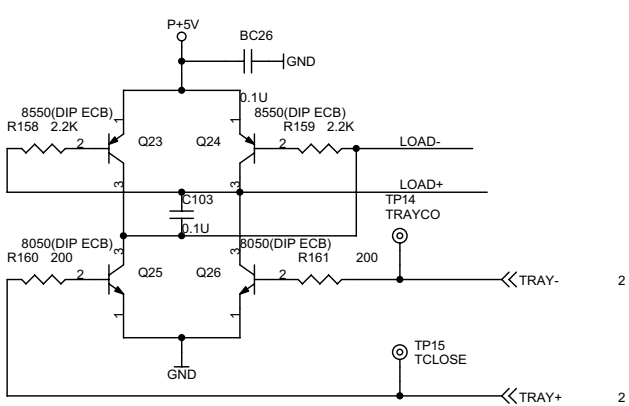 P+5V
BC26
GND
0.1U
8550(DIP ECB)
8550(DIP ECB)
R158 2.2K
R159 2.2K
1
1
2
Q23
Q24
2
LOAD-
3
3
LOAD+
C103
TP14
TRAYCO
0.1U
8050(DIP ECB)
8050(DIP ECB)
R160 200
R161 200
3
3
2
Q25
Q26
2
TRAY- 2
1
1
GND
TP15
TCLOSE
TRAY+ 2